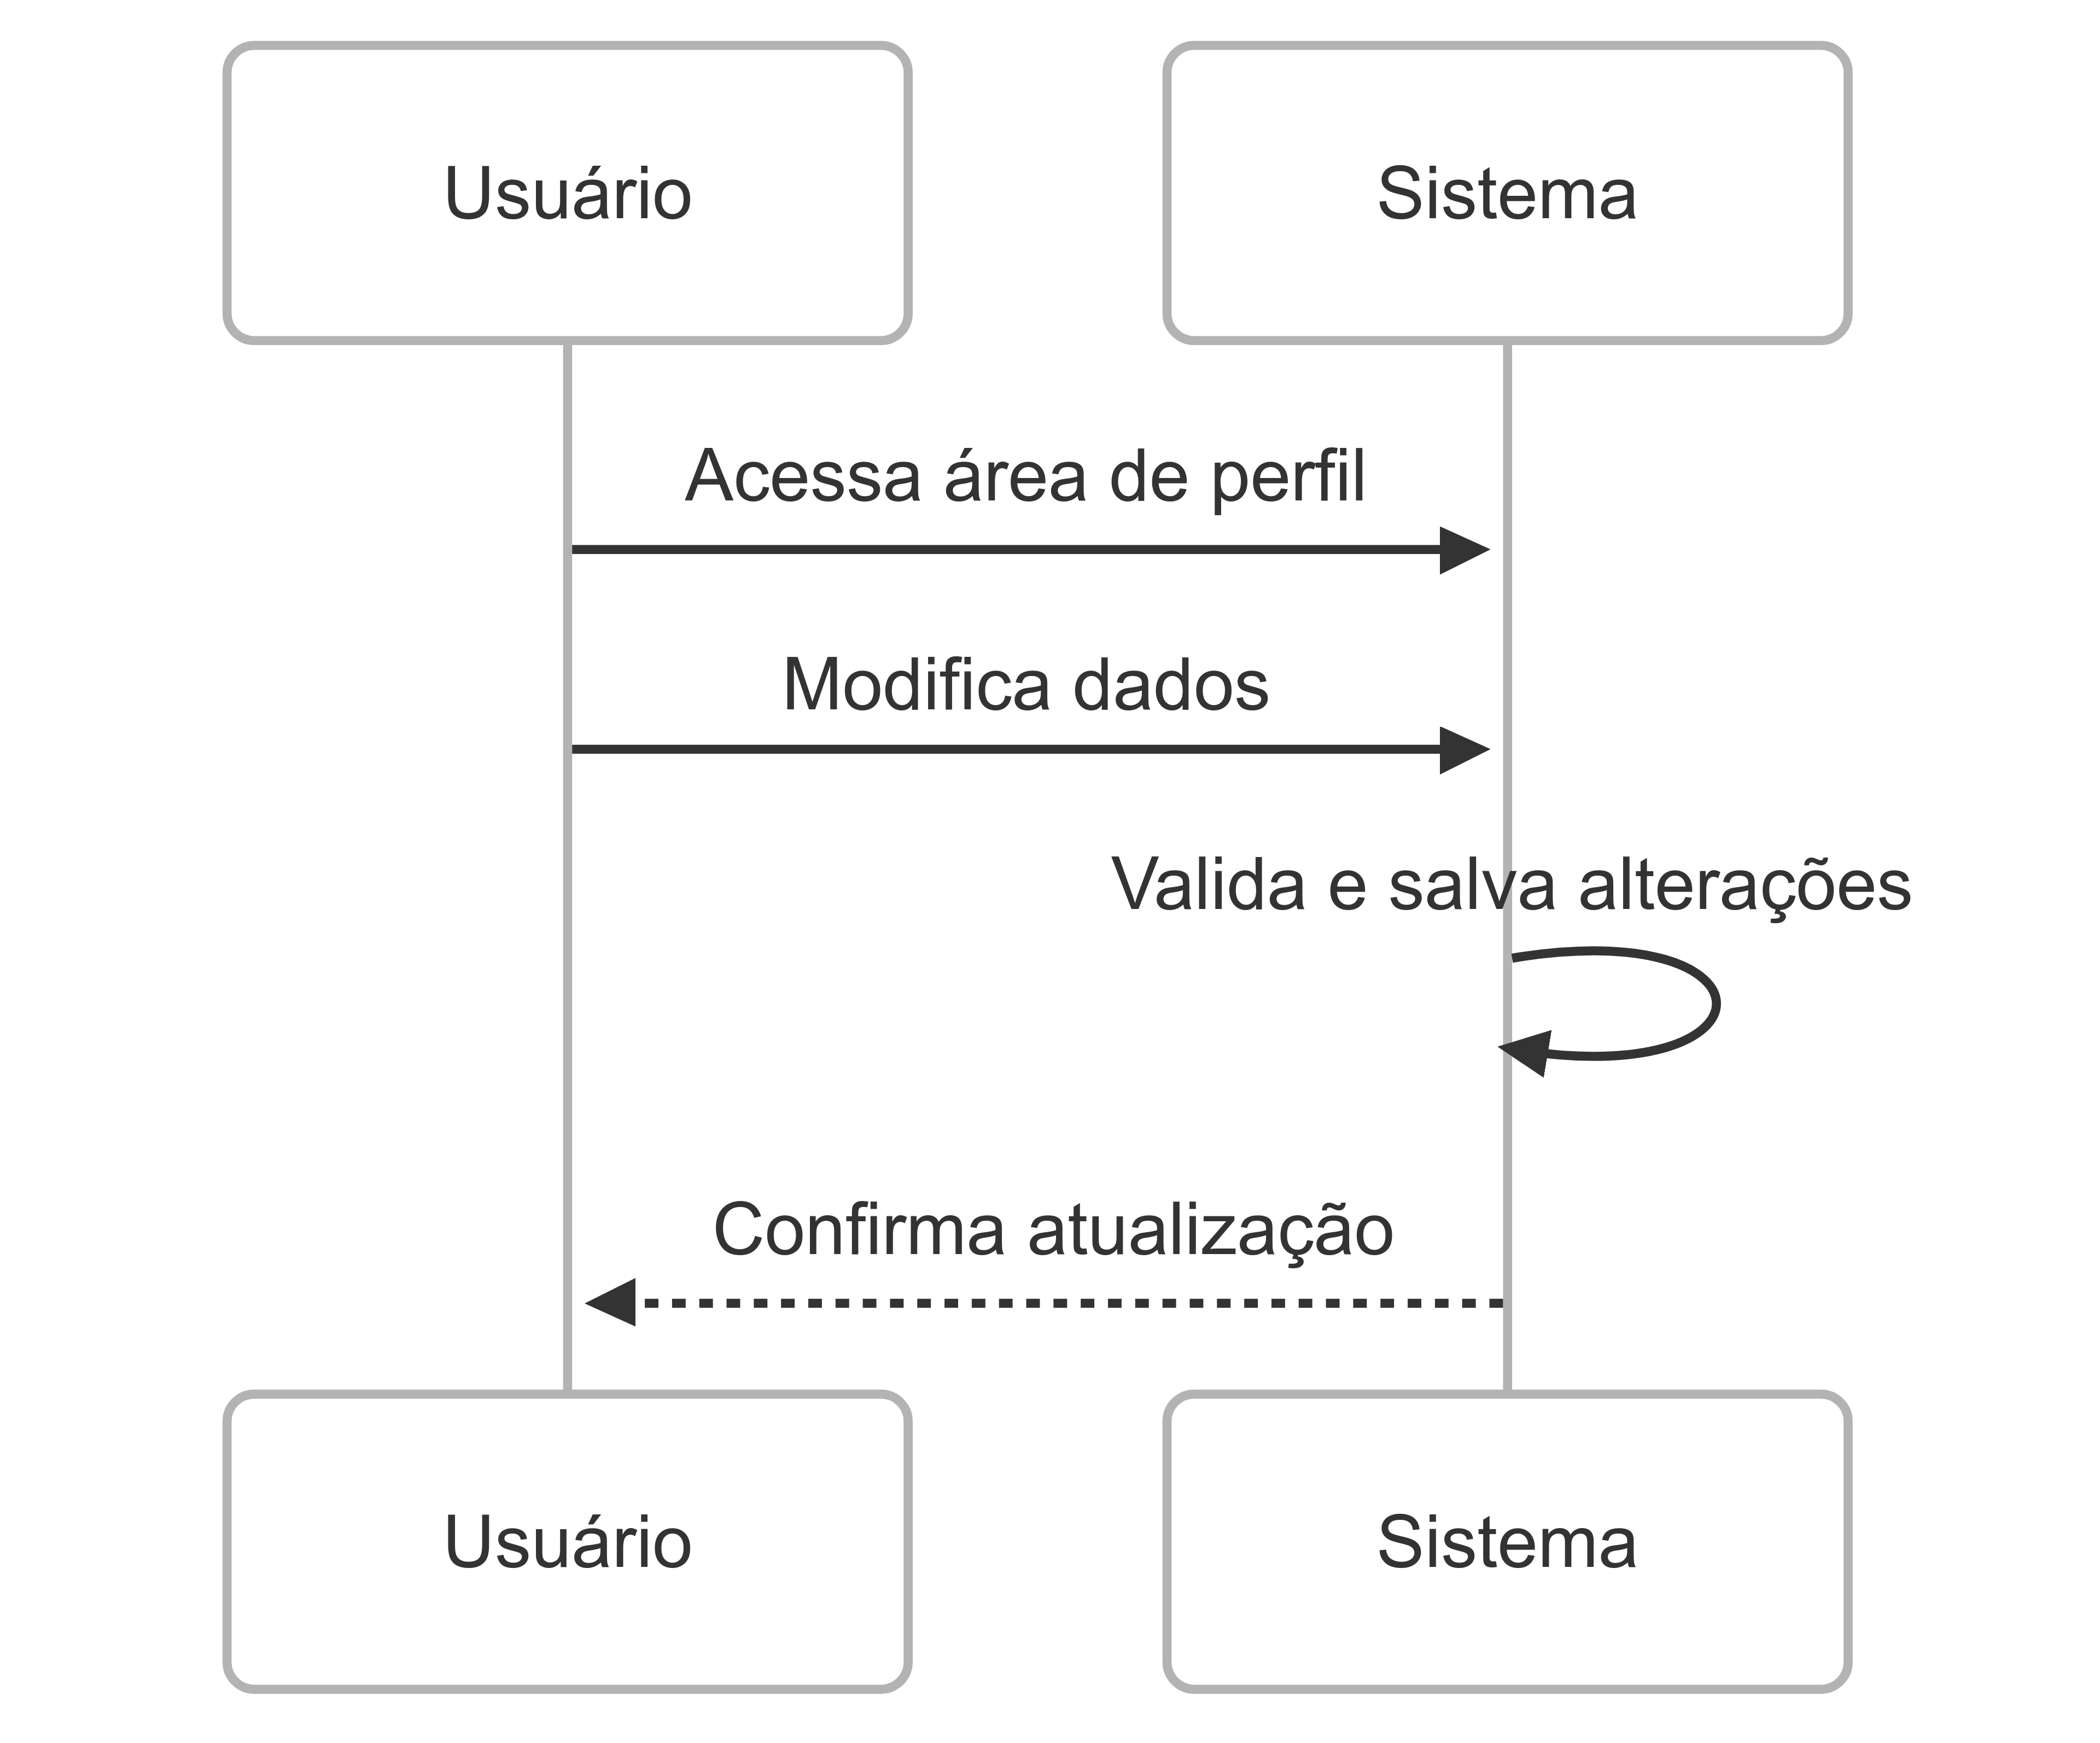 Usuário
Sistema
Acessa área de perfil
Modifica dados
Valida e salva alterações
Confirma atualização
Usuário
Sistema